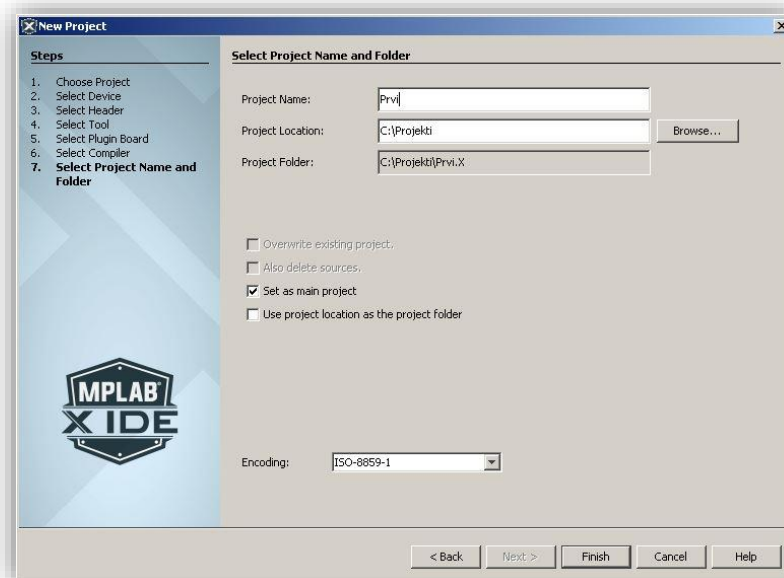 New Project
Steps
1. Choose Project
2. Select Device
3. Select Header
4. Select Tool
5. Select Plugin Board
6. Select Compiler
7. Select Project Name and
Folder
MPLAB®
X IDE
Select Project Name and Folder
Project Name: Prvi
Project Location: C:\Projekti Browse...
Project Folder: C:\Projekti\Prvi.X
Overwrite existing project.
Also delete sources.
Set as main project
Use project location as the project folder
Encoding: ISO-8859-1
< Back Next > Finish Cancel Help